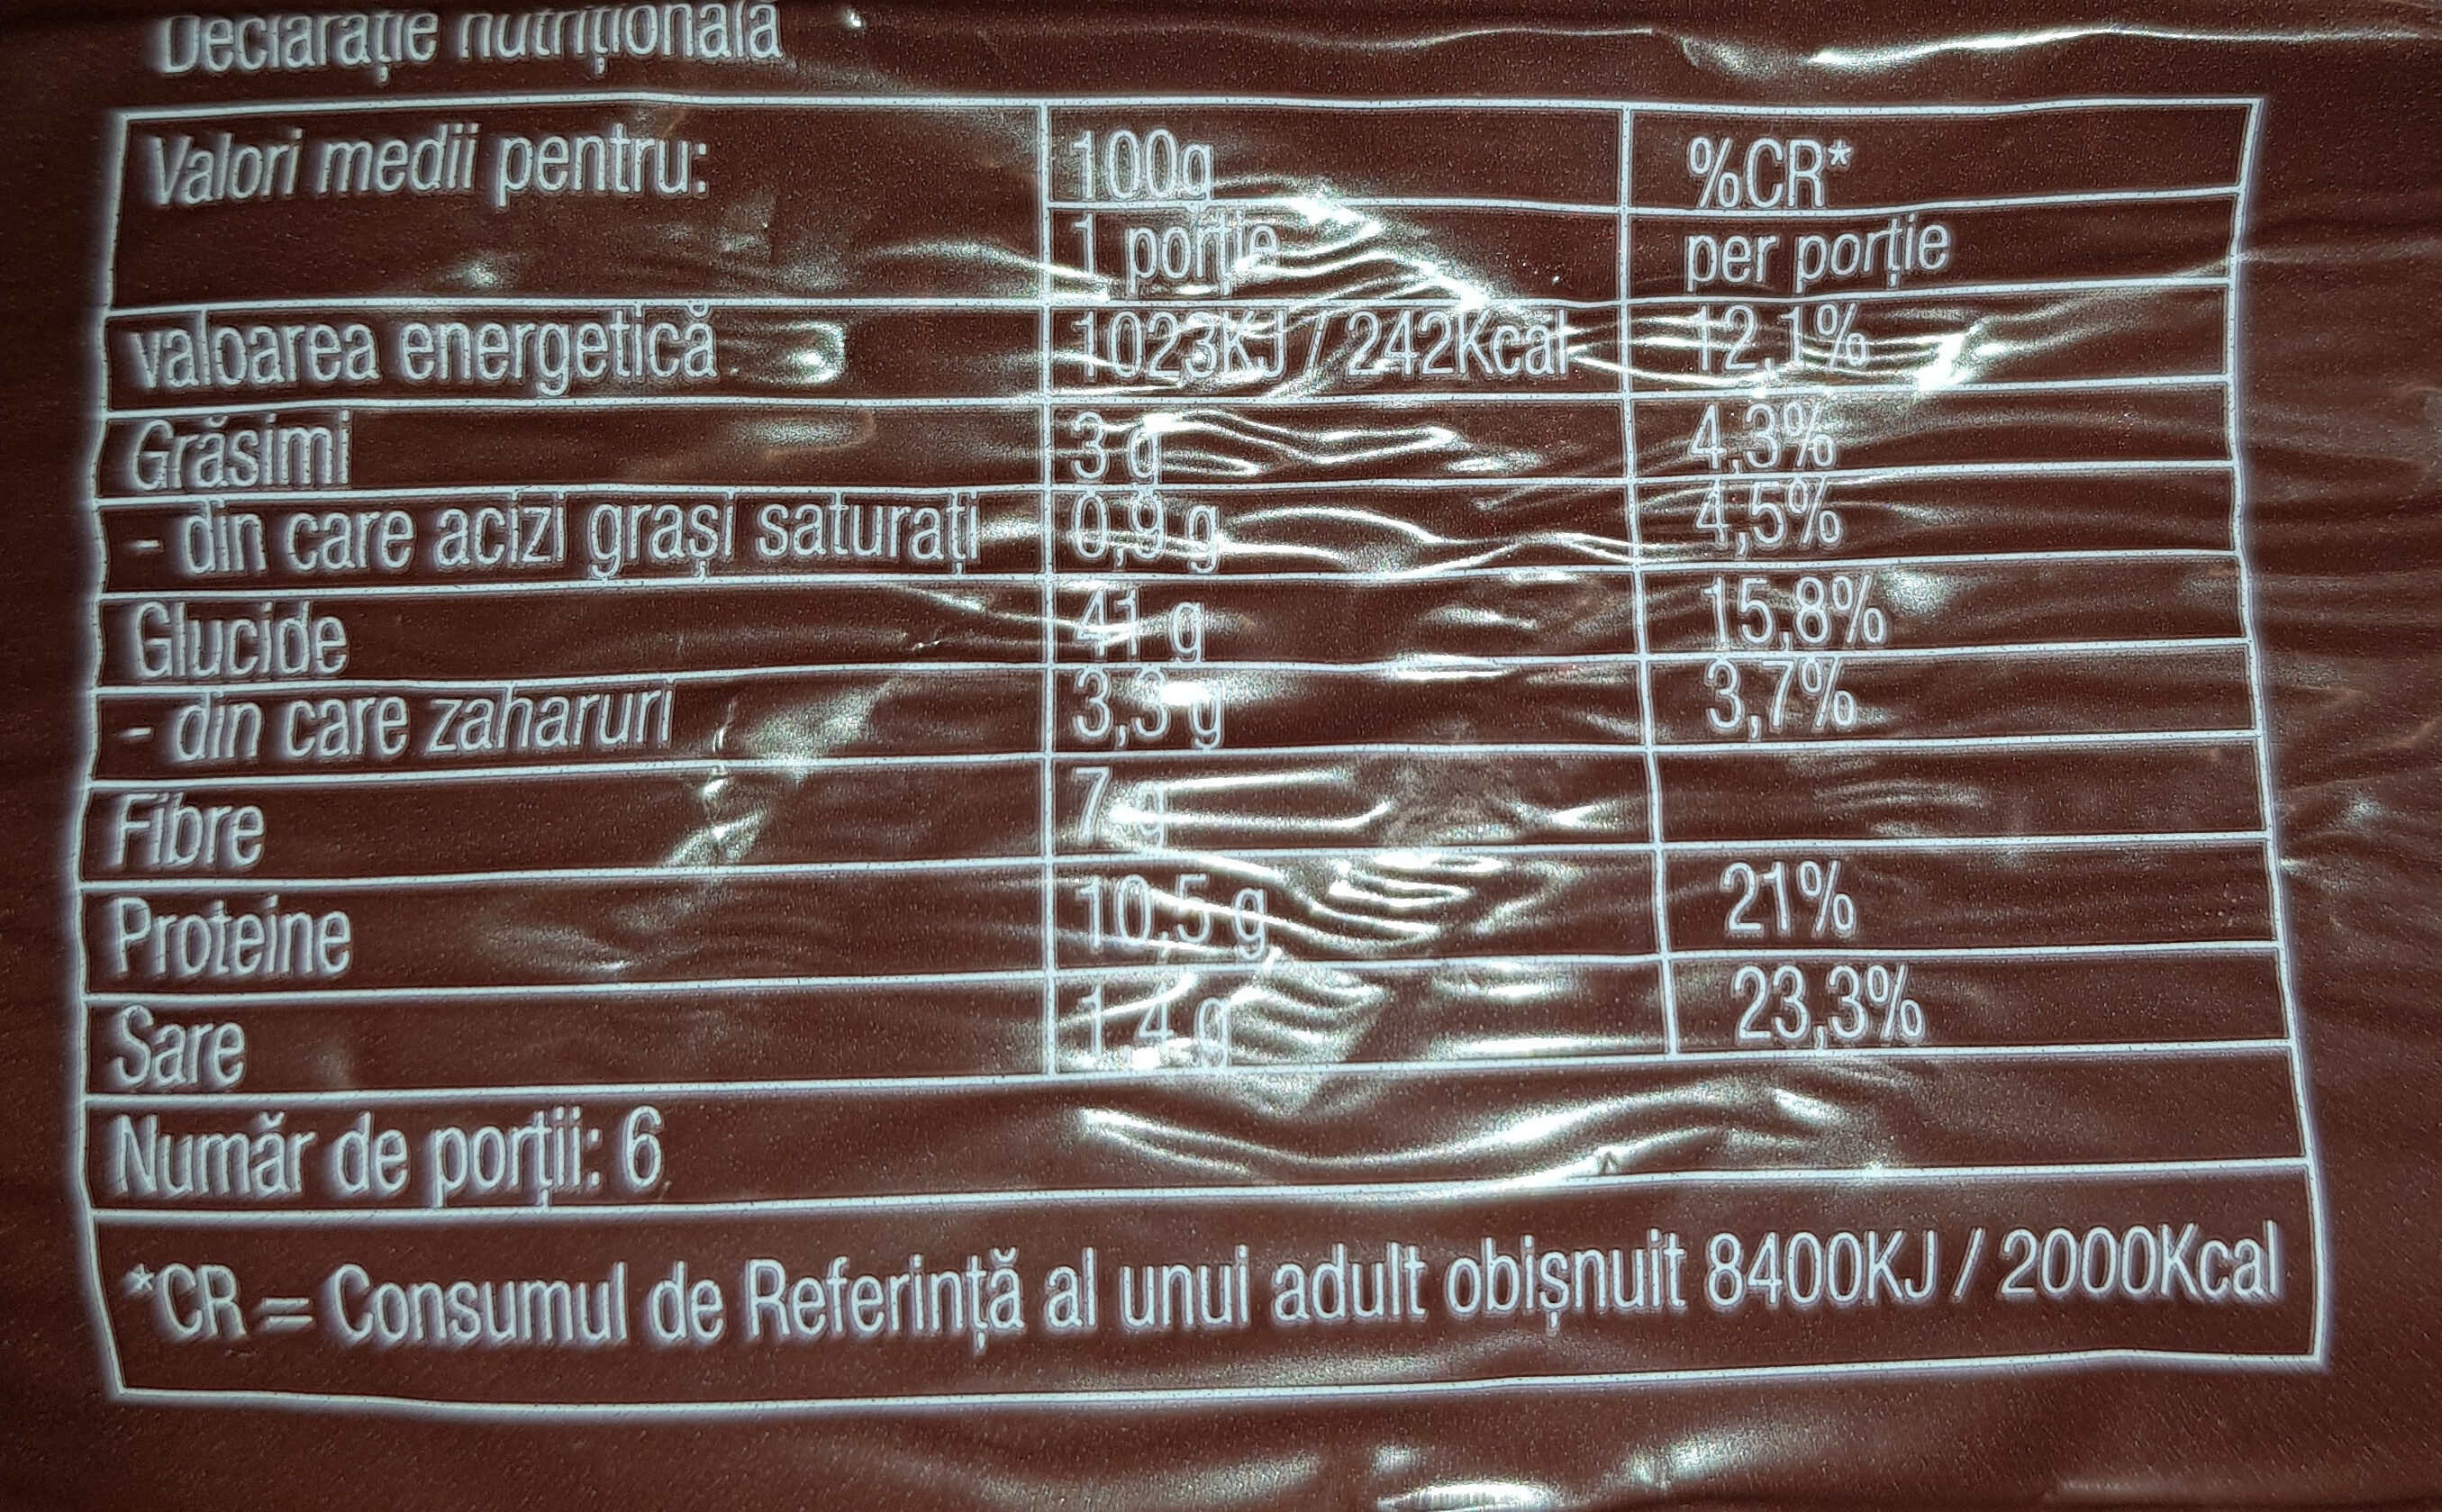 Declarație nutrițională
Valori medii pentru: 100g %CR*
1 porție per porție
valoarea energetică 1023KJ / 242Kcal 12,1%
Grăsimi 3 g 4,3%
- din care acizi grași saturați 0,9 g 4,5%
Glucide 41 g 15,8%
- din care zaharuri 3,3 g 3,7%
Fibre 7 g
Proteine 10,5 g 21%
Sare 1,4 g 23,3%
Număr de porții: 6
*CR = Consumul de Referință al unui adult obișnuit 8400KJ / 2000Kcal